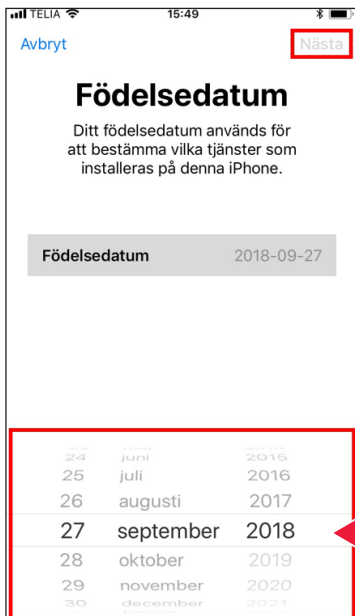 TELIA 15:49
Avbryt Nästa
Födelsedatum
Ditt födelsedatum används för
att bestämma vilka tjänster som
installeras på denna iPhone.
Födelsedatum 2018-09-27
24 juni 2015
25 juli 2016
26 augusti 2017
27 september 2018
28 oktober 2019
29 november 2020
30 december 2021